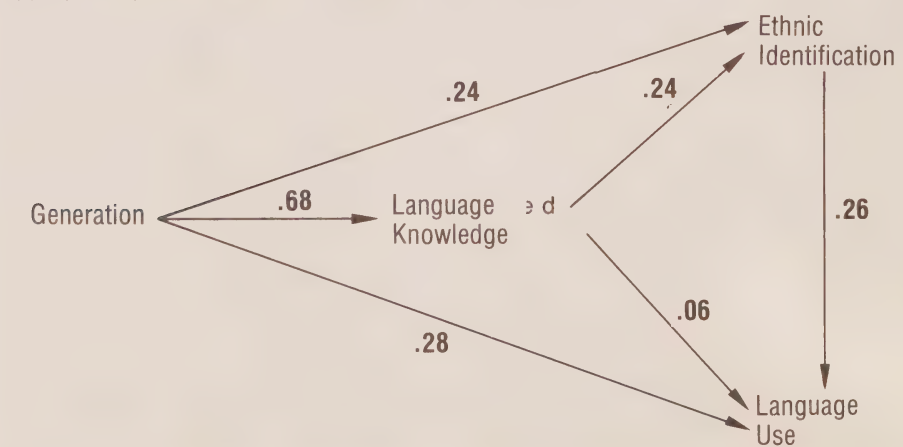 Ethnic
Identification
.24
.24
Generation
.68
Language
Knowledge
.26
.06
.28
Language
Use